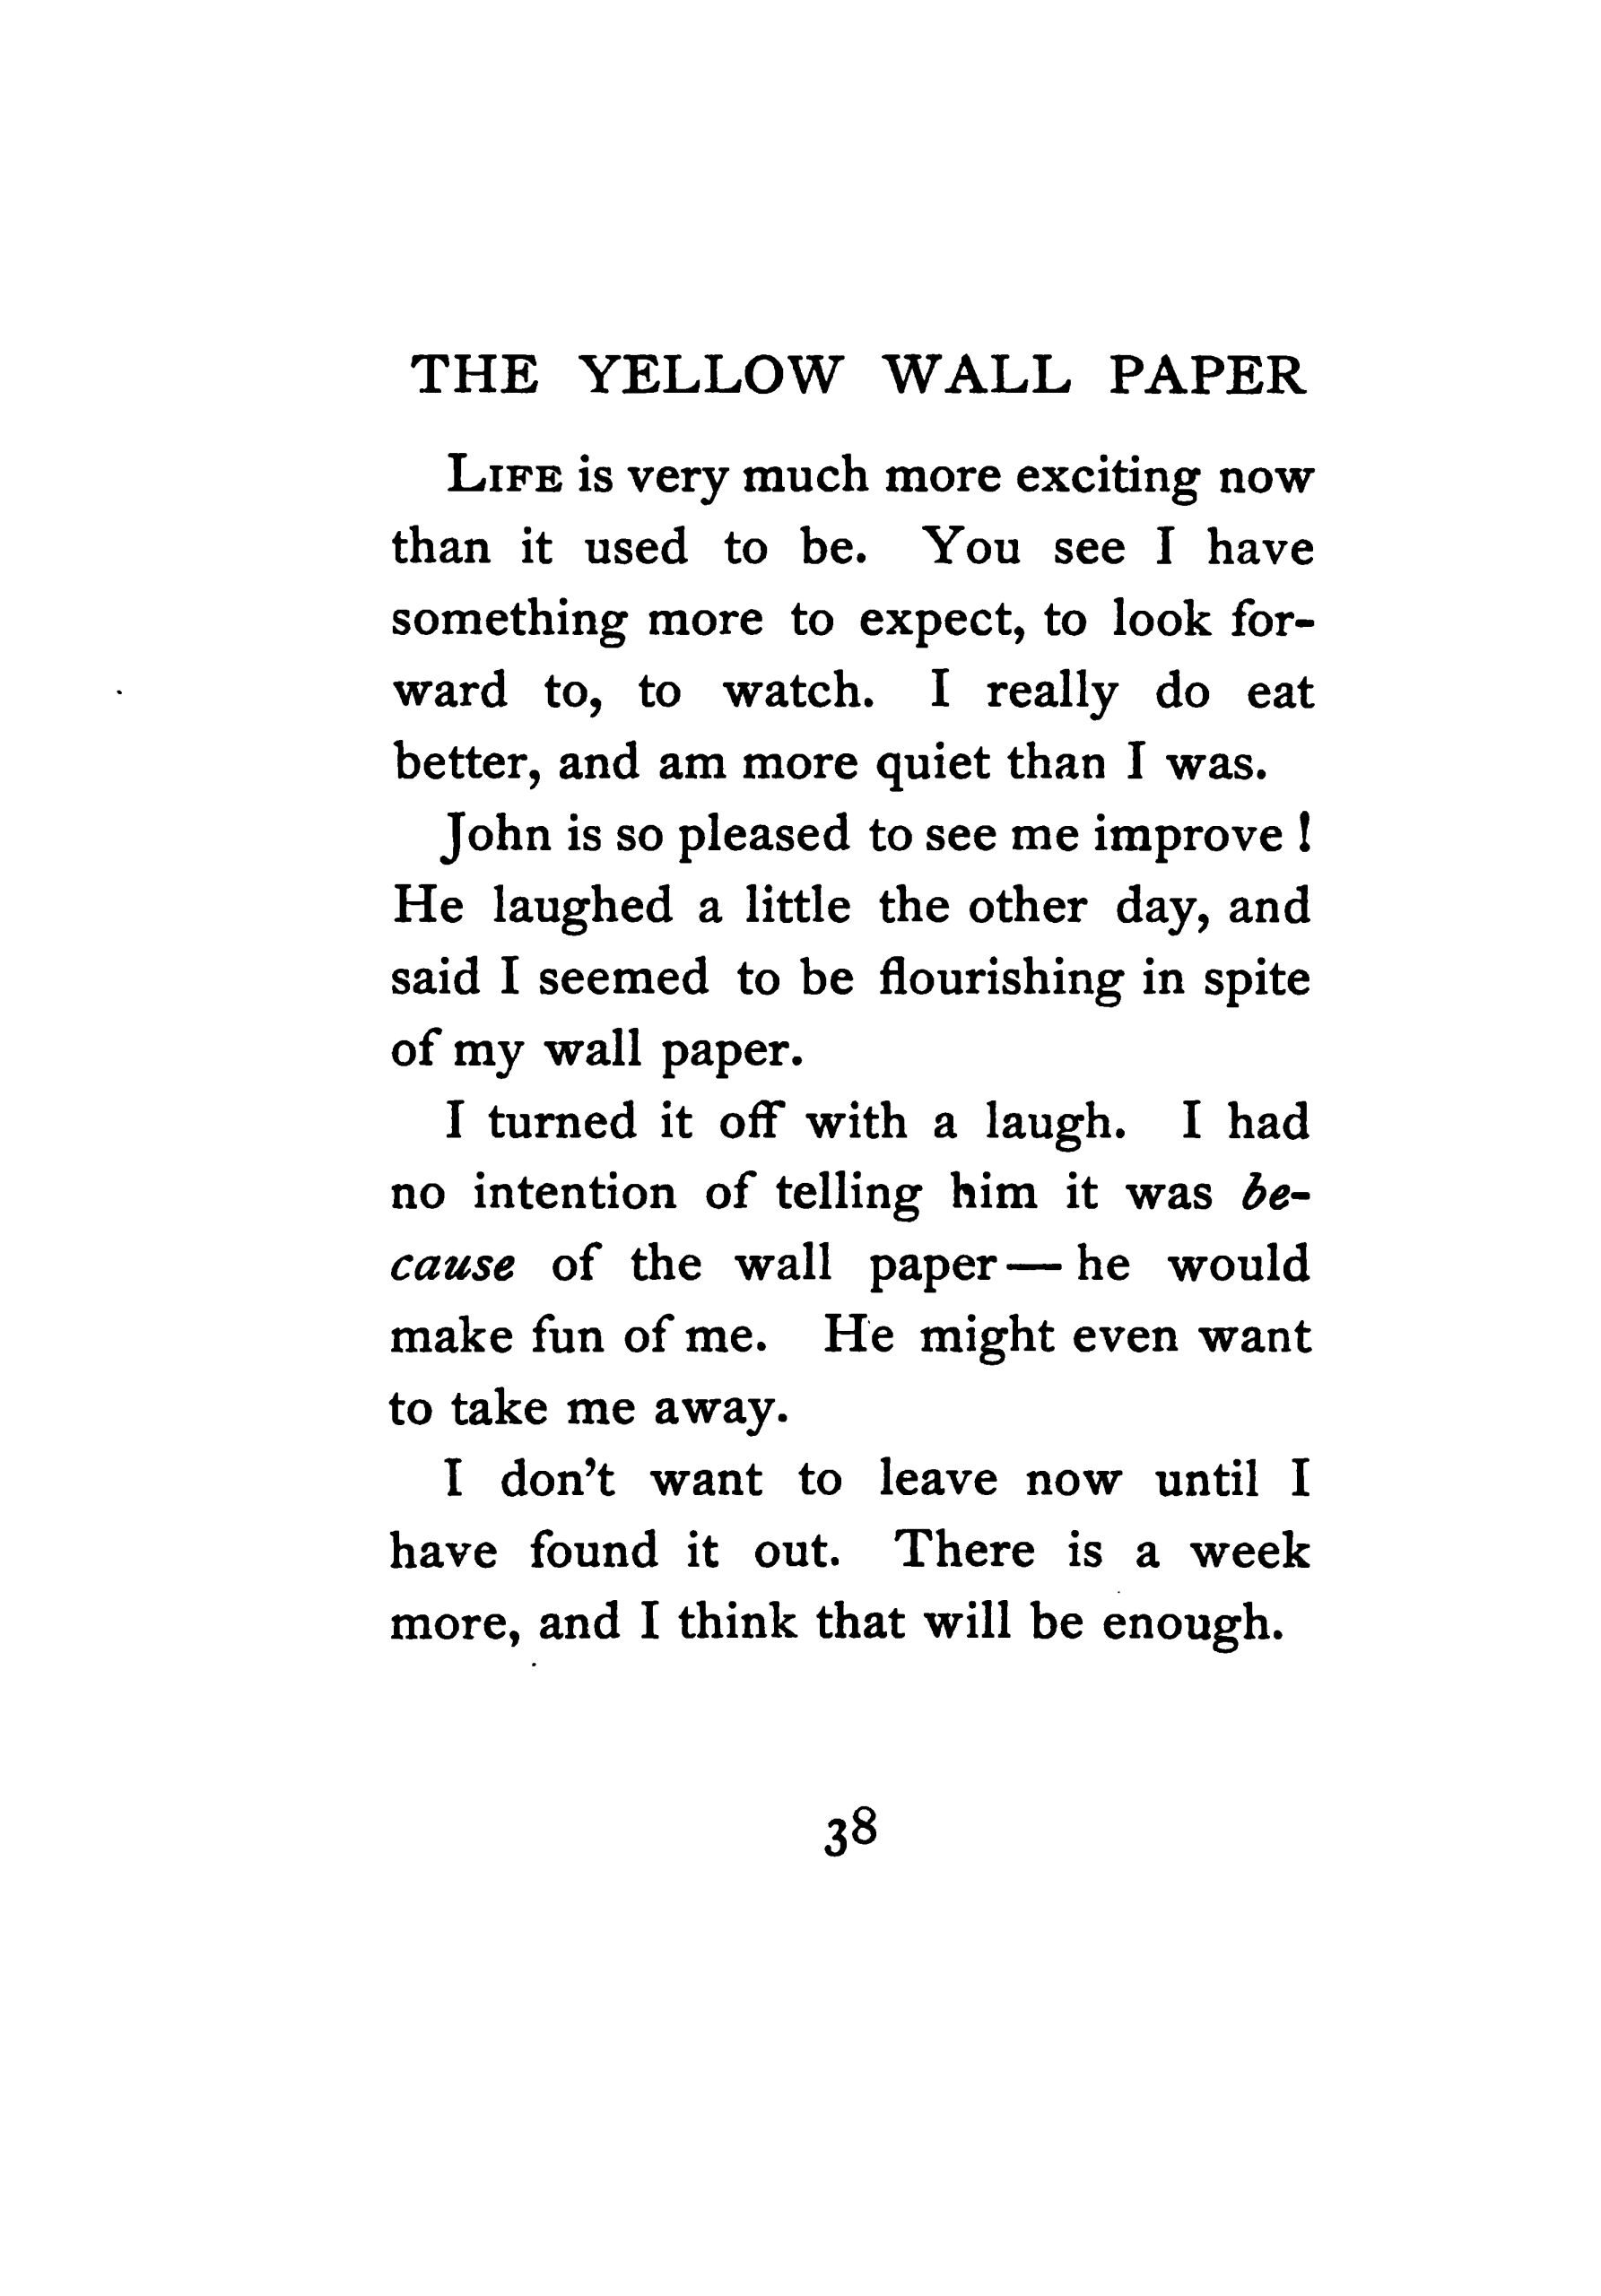 THE YELLOW WALL PAPER
LIFE is very much more exciting now
than it used to be. You see I have
something more to expect, to look for-
ward to, to watch. I really do eat
better, and am more quiet than I was.
John is so pleased to see me improve !
He laughed a little the other day, and
said I seemed to be flourishing in spite
of my wall paper.
I turned it off with a laugh. I had
no intention of telling him it was be-
cause of the wall paper — he would
make fun of me. He might even want
to take me away.
I don't want to leave now until I
have found it out. There is a week
more, and I think that will be enough.
38